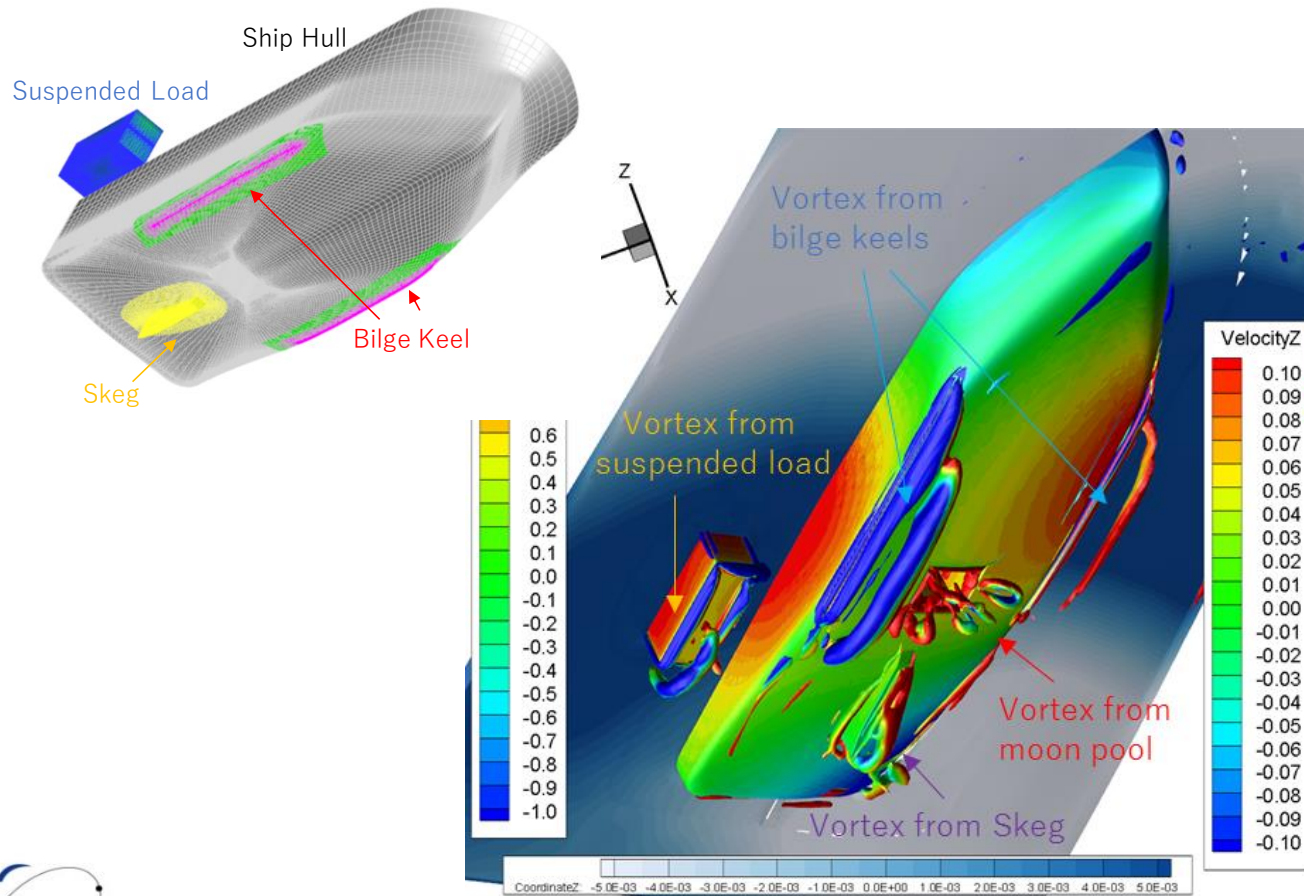 Ship Hull
Suspended Load
Bilge Keel
Skeg
Z
X
Vortex from
bilge keels
Vortex from
suspended load
Vortex from
moon pool
Vortex from Skeg
0.6
0.5
0.4
0.3
0.2
0.1
0.0
-0.1
-0.2
-0.3
-0.4
-0.5
-0.6
-0.7
-0.8
-0.9
-1.0
VelocityZ
0.10
0.09
0.08
0.07
0.06
0.05
0.04
0.03
0.02
0.01
0.00
-0.01
-0.02
-0.03
-0.04
-0.05
-0.06
-0.07
-0.08
-0.09
-0.10
CoordinateZ: -5.0E-03 -4.0E-03 -3.0E-03 -2.0E-03 -1.0E-03 0.0E+00 1.0E-03 2.0E-03 3.0E-03 4.0E-03 5.0E-03